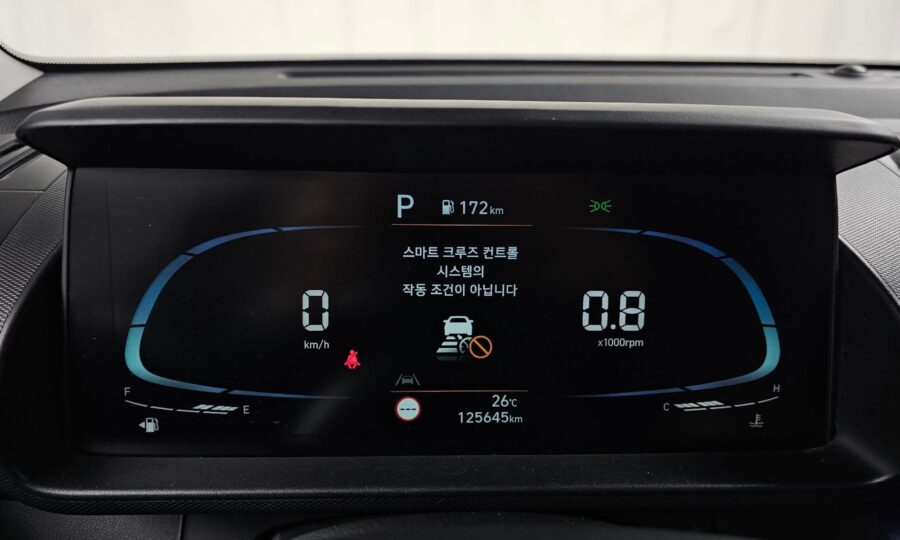 P 172km
스마트 크루즈 컨트롤
시스템의
작동 조건이 아닙니다
0
km/h
0.8
x1000rpm
F
E
C
H
---
26℃
125645km